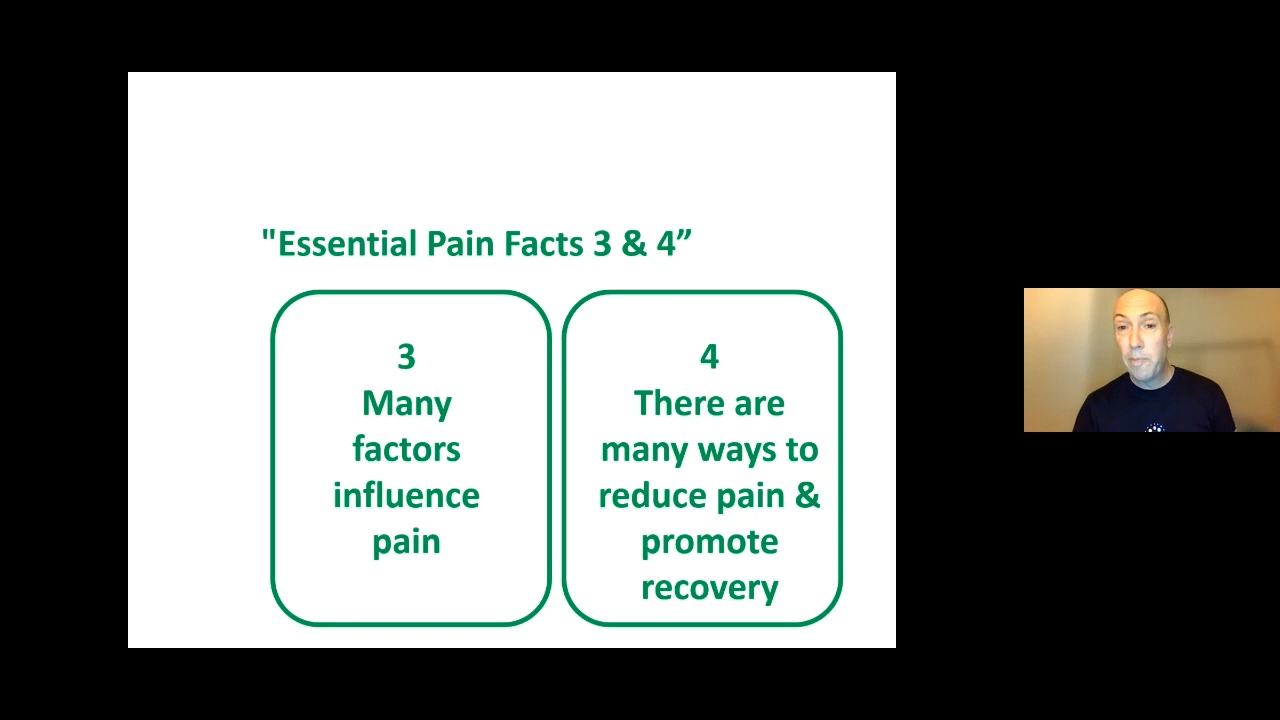 "Essential Pain Facts 3 & 4”
3
Many
factors
influence
pain
4
There are
many ways to
reduce pain &
promote
recovery